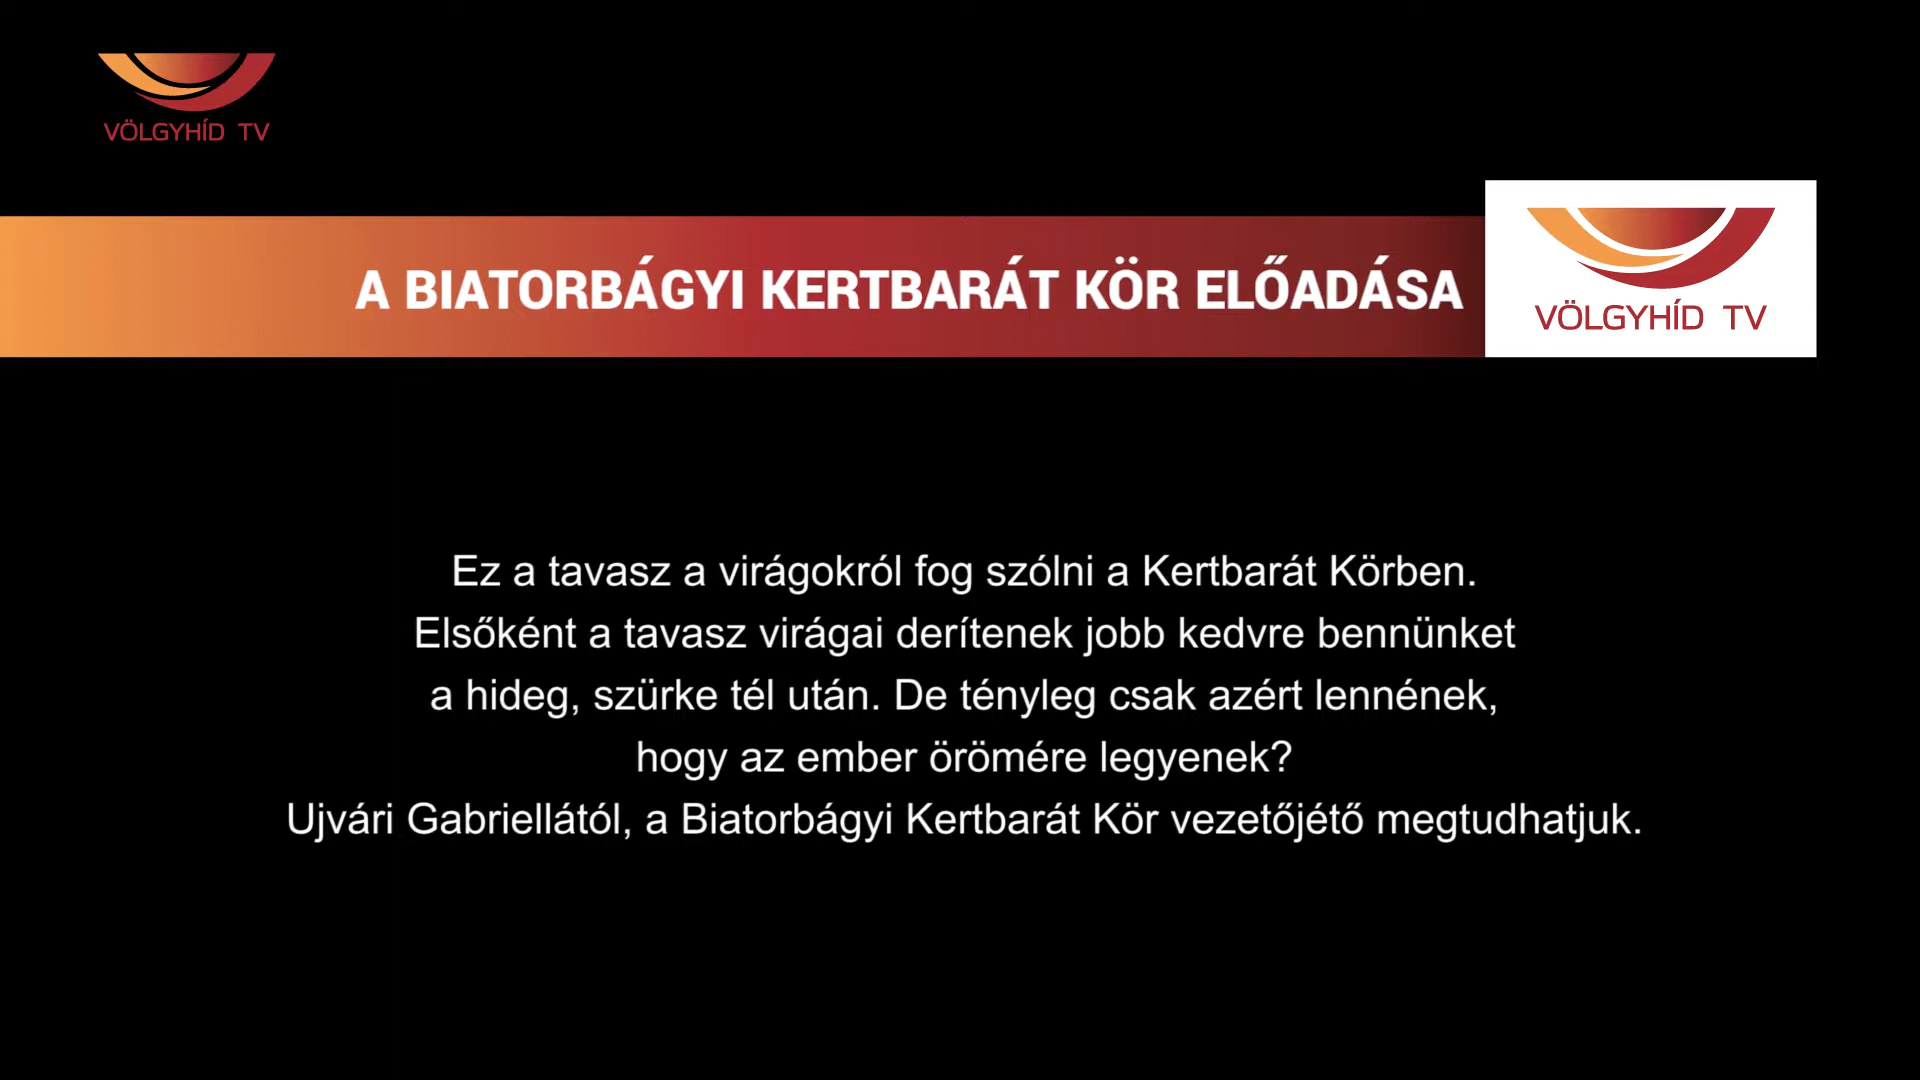 VÖLGYHÍD TV
A BIATORBÁGYI KERTBARÁT KÖR ELŐADÁSA
VÖLGYHÍD TV
Ez a tavasz a virágokról fog szólni a Kertbarát Körben.
Elsőként a tavasz virágai derítenek jobb kedvre bennünket
a hideg, szürke tél után. De tényleg csak azért lennének,
hogy az ember örömére legyenek?
Ujvári Gabriellától, a Biatorbágyi Kertbarát Kör vezetőjétő megtudhatjuk.